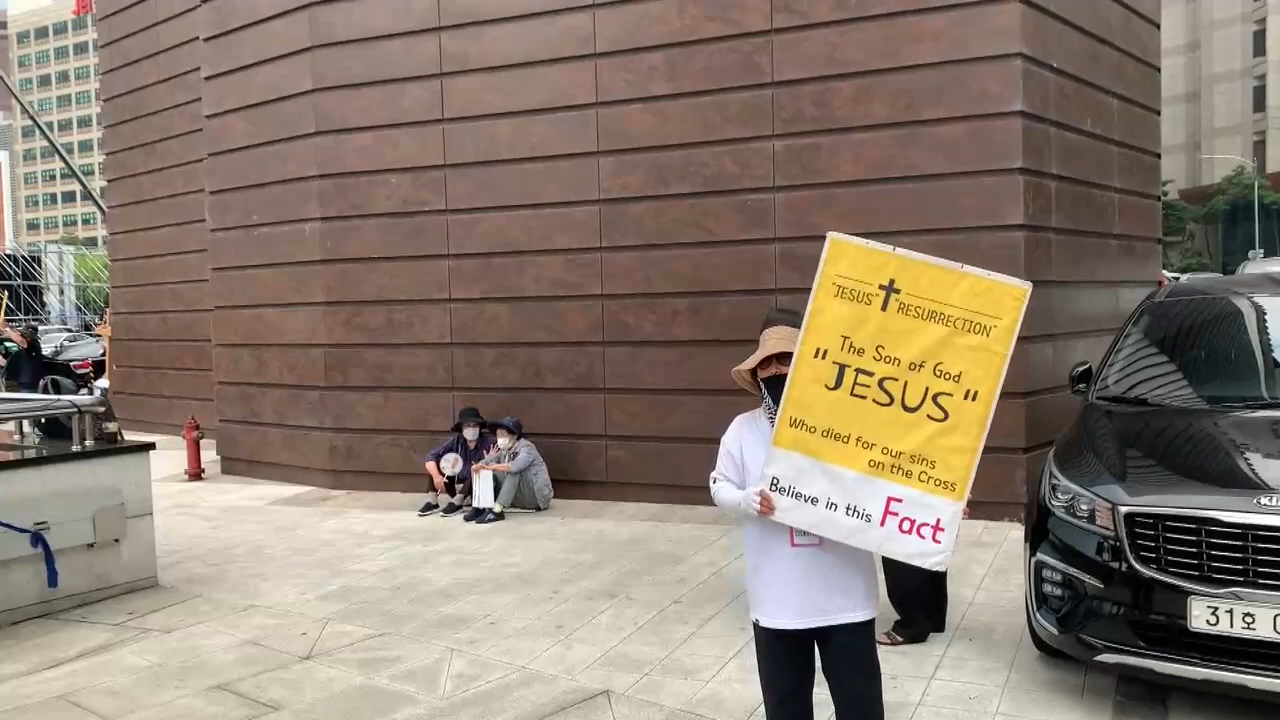 "JESUS" "RESURRECTION"
The Son of God
"JESUS"
Who died for our sins
on the Cross
Believe in this Fact
KIA
31호